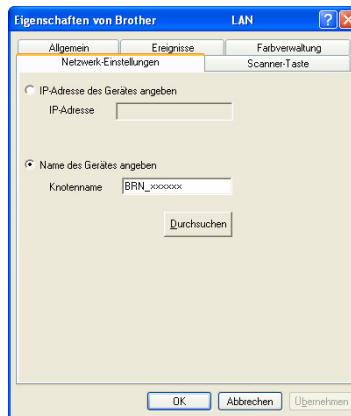 Eigenschaften von Brother LAN
Allgemein Ereignisse Farbverwaltung
Netzwerk-Einstellungen Scanner-Taste
IP-Adresse des Gerätes angeben
IP-Adresse
Name des Gerätes angeben
Knotenname BRN_xxxxxx
Durchsuchen
OK Abbrechen Übernehmen